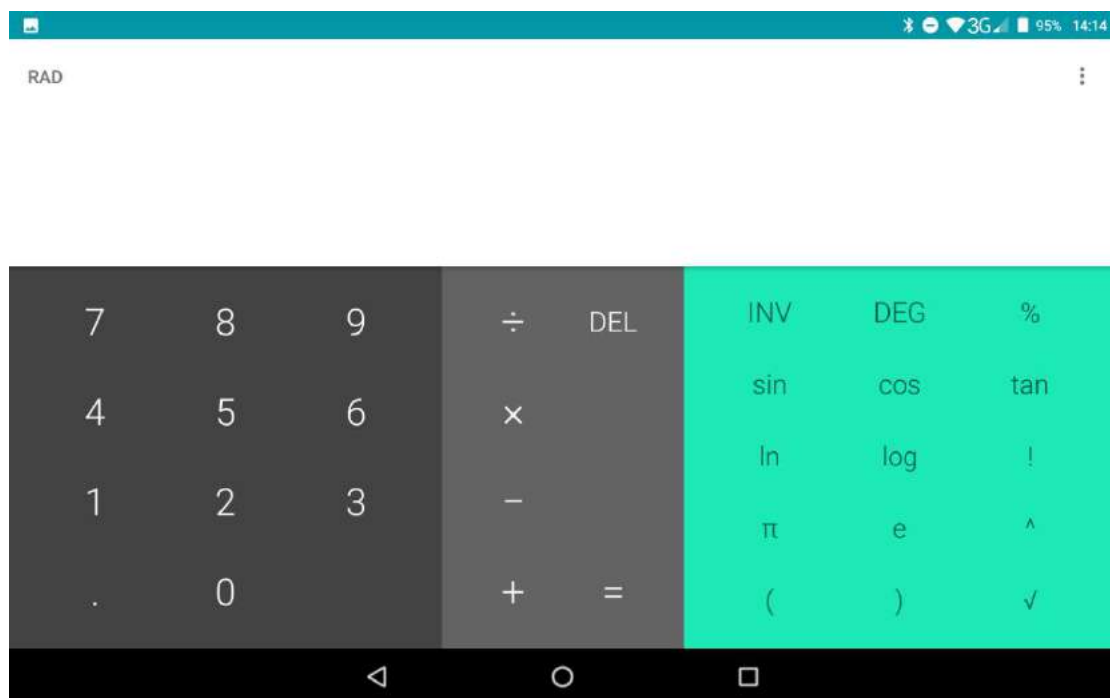 3G 95% 14:14
RAD
7 8 9 ÷ DEL INV DEG %
sin cos tan
4 5 6 ×
ln log !
1 2 3 −
π e ^
. 0 + = ( ) √